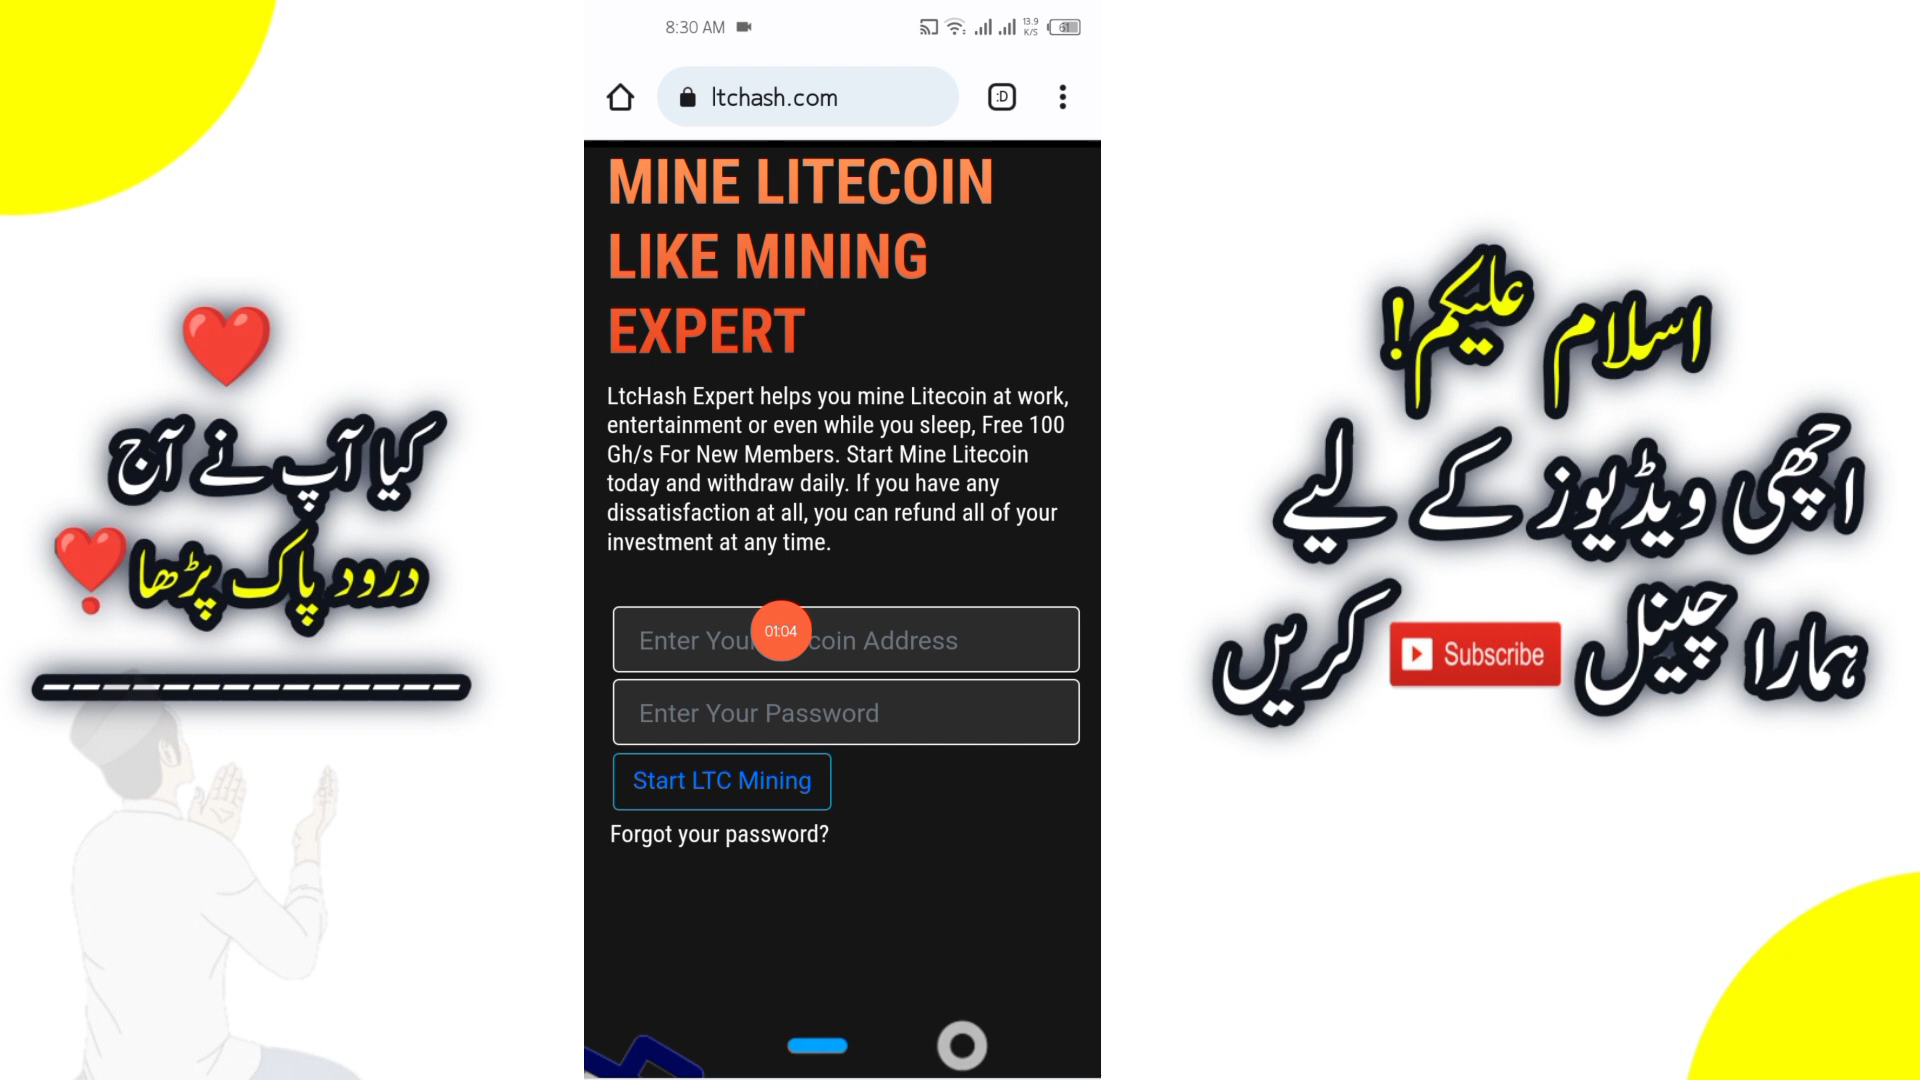 8:30 AM
13.9
K/S
61
ltchash.com
:D
MINE LITECOIN
LIKE MINING
EXPERT
LtcHash Expert helps you mine Litecoin at work,
entertainment or even while you sleep, Free 100
Gh/s For New Members. Start Mine Litecoin
today and withdraw daily. If you have any
dissatisfaction at all, you can refund all of your
investment at any time.
Enter You coin Address
01:04
Enter Your Password
Start LTC Mining
Forgot your password?
کیا آپ نے آج
درود پاک پڑھا
اسلام علیکم!
اچھی ویڈیوز کے لیے
ہمارا چینل Subscribe کریں